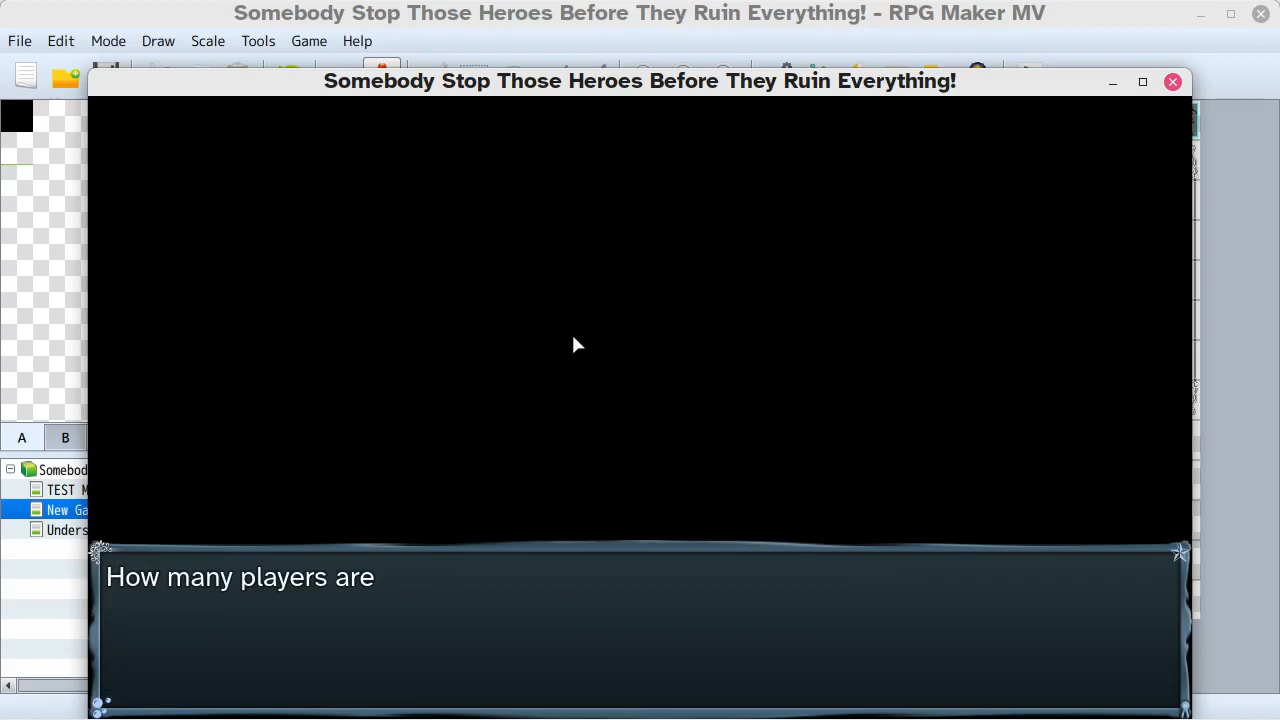 Somebody Stop Those Heroes Before They Ruin Everything! - RPG Maker MV
File Edit Mode Draw Scale Tools Game Help
Somebody Stop Those Heroes Before They Ruin Everything!
A B
Somebod
TEST M
New Ga
Unders
How many players are